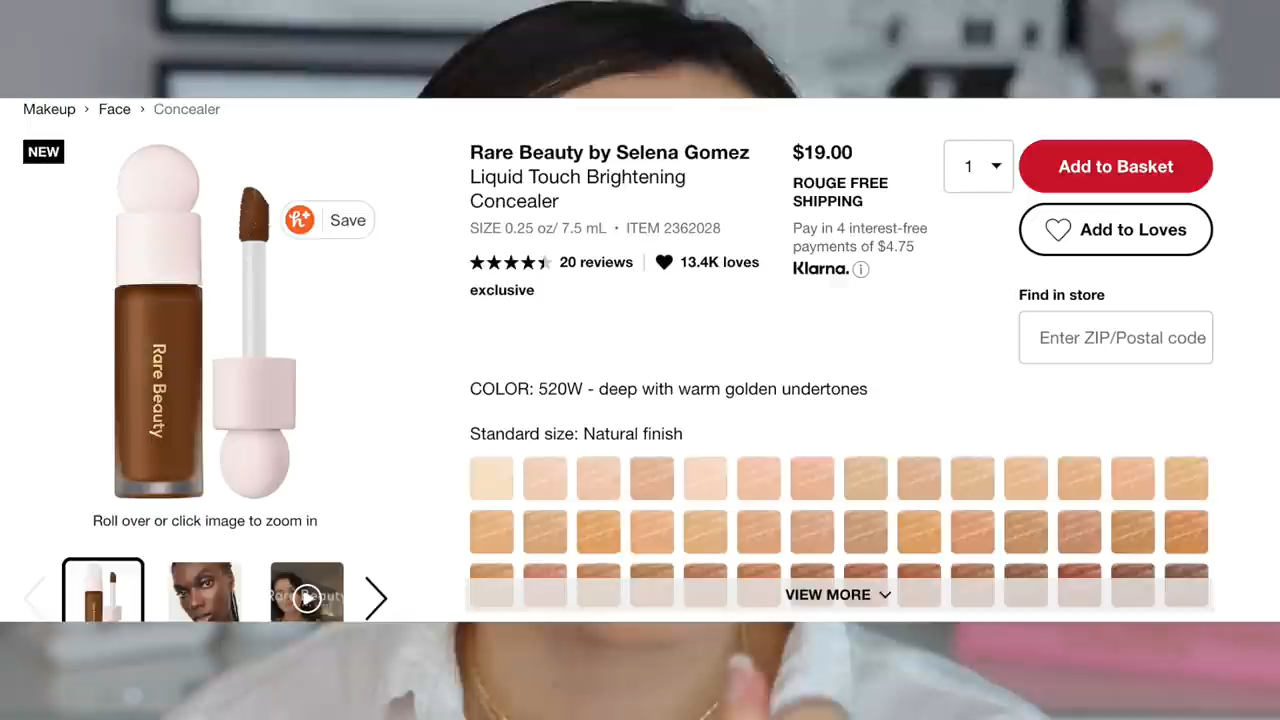 Makeup › Face › Concealer
NEW
Save
Rare Beauty
Roll over or click image to zoom in
Rare Beauty
Rare Beauty by Selena Gomez
Liquid Touch Brightening
Concealer
SIZE 0.25 oz/ 7.5 mL • ITEM 2362028
20 reviews
13.4K loves
exclusive
$19.00
ROUGE FREE
SHIPPING
Pay in 4 interest-free
payments of $4.75
Klarna.
1
Add to Basket
Add to Loves
Find in store
Enter ZIP/Postal code
COLOR: 520W - deep with warm golden undertones
Standard size: Natural finish
VIEW MORE